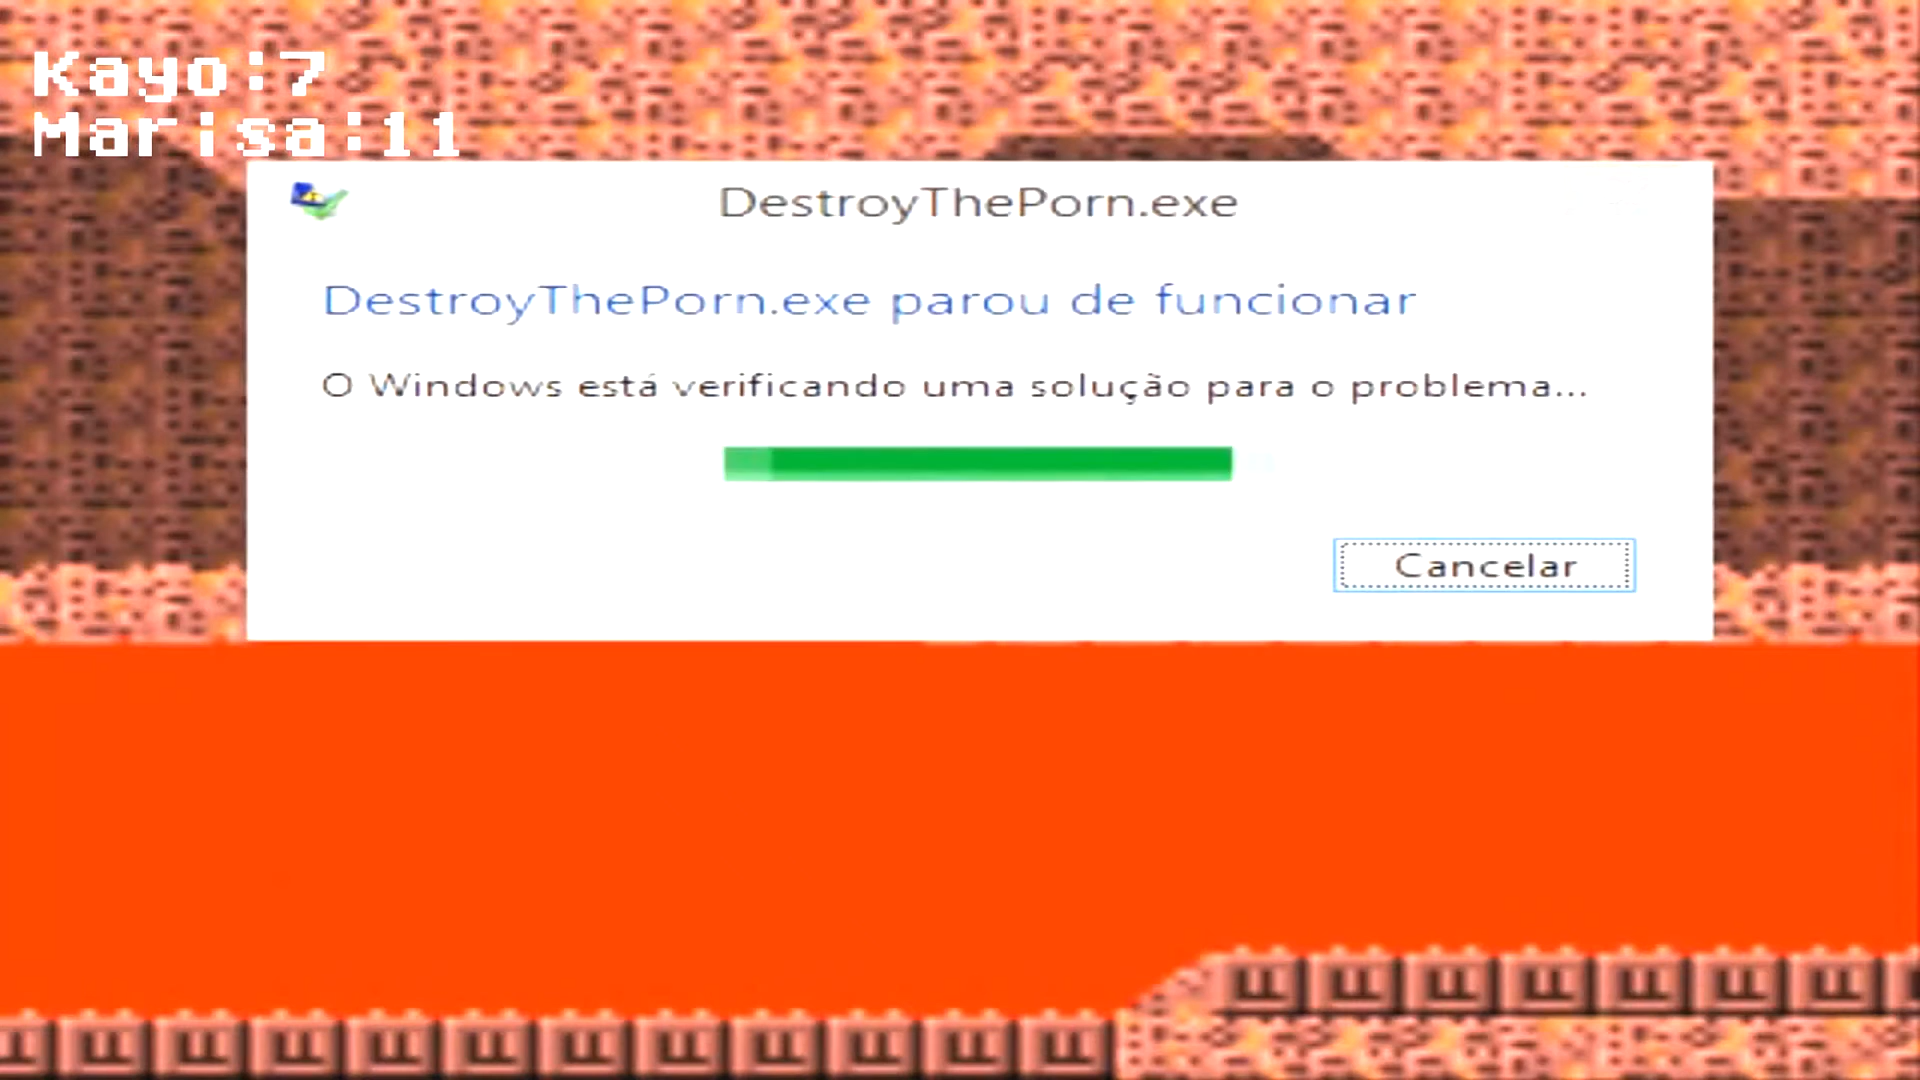 Kayo:7
Marisa:11
DestroyThePorn.exe
DestroyThePorn.exe parou de funcionar
O Windows está verificando uma solução para o problema...
Cancelar